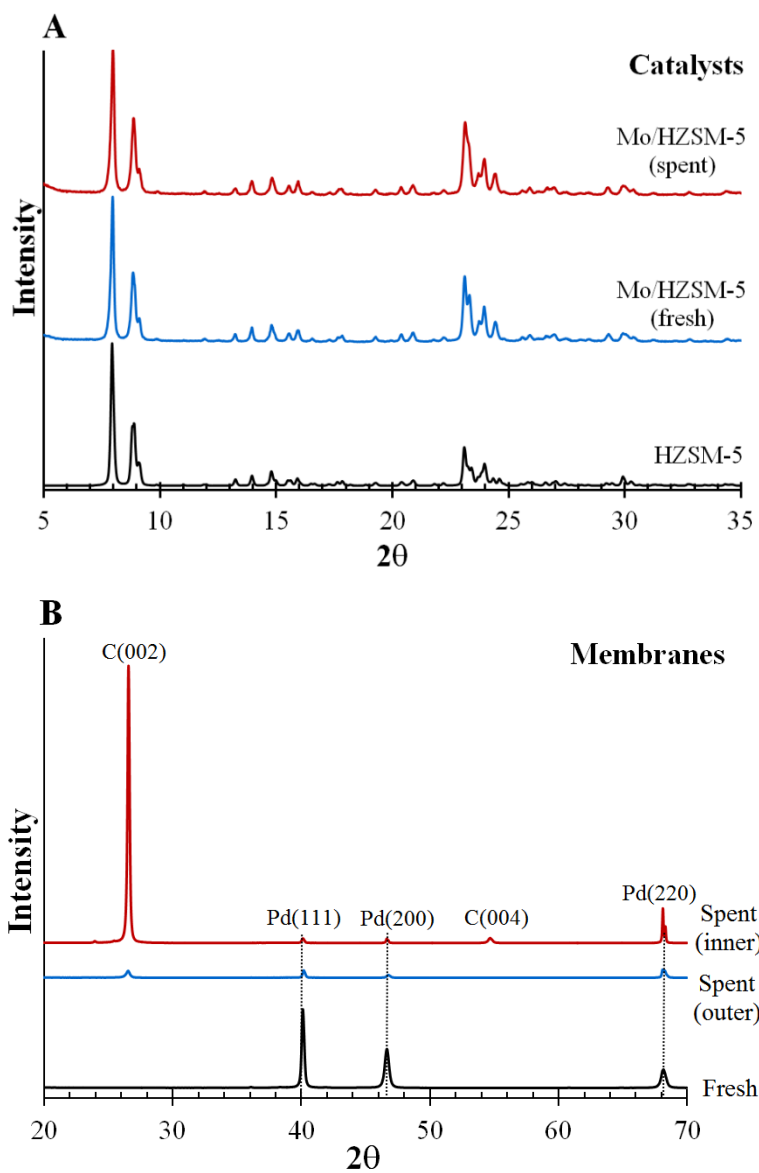 A
Catalysts
Mo/HZSM-5
(spent)
Mo/HZSM-5
(fresh)
HZSM-5
Intensity
5 10 15 20 25 30 35
2θ
B
Membranes
C(002)
Pd(111) Pd(200) C(004) Pd(220)
Spent
(inner)
Spent
(outer)
Fresh
Intensity
20 30 40 50 60 70
2θ